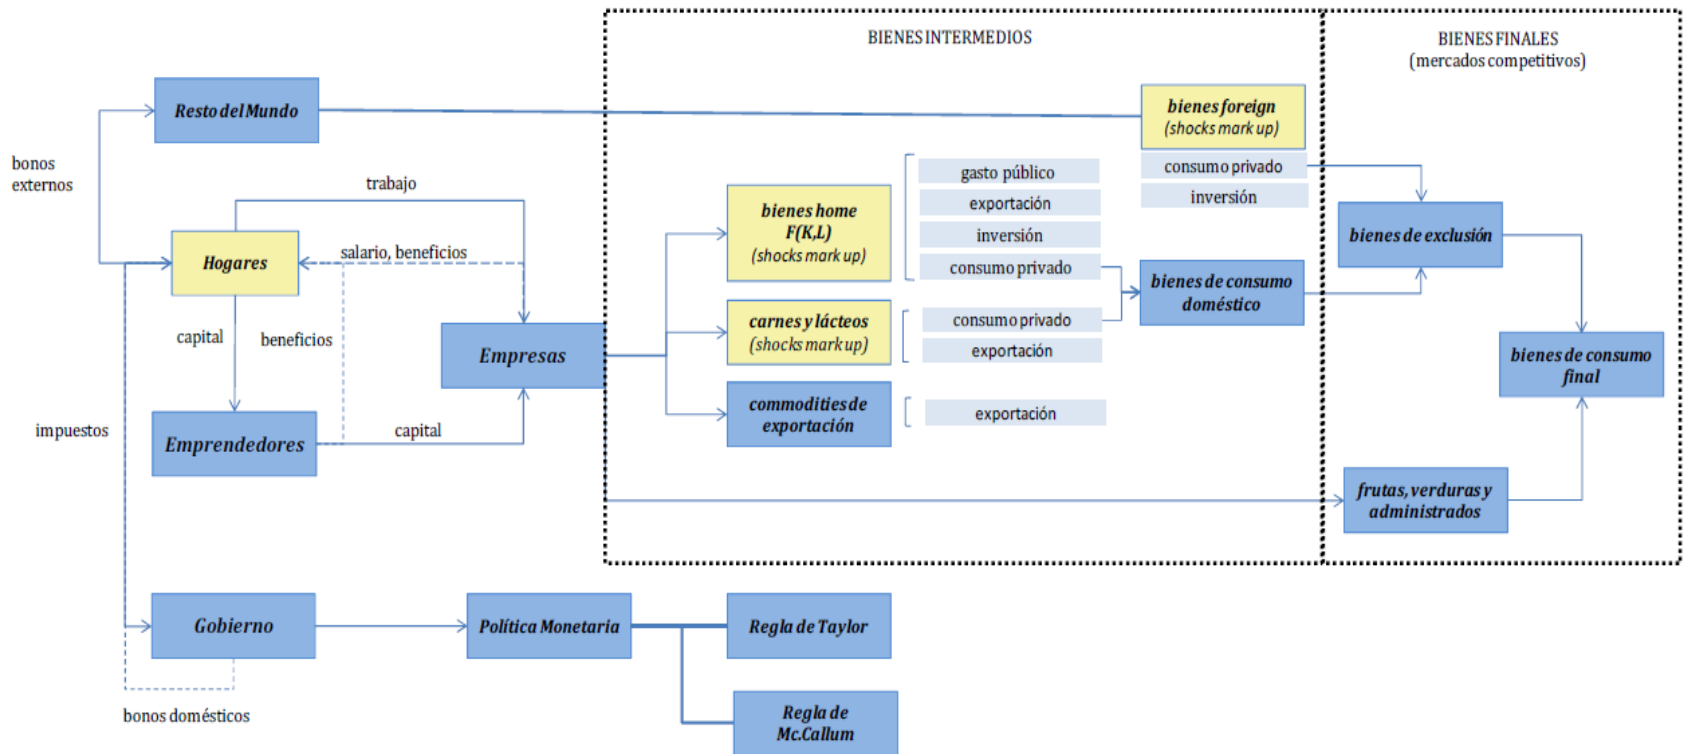 BIENES INTERMEDIOS
BIENES FINALES
(mercados competitivos)
Resto del Mundo
bienes foreign
(shocks mark up)
bonos
externos
trabajo
gasto público
consumo privado
exportación
inversión
bienes home
F(K,L)
(shocks mark up)
inversión
consumo privado
bienes de exclusión
Hogares
salario, beneficios
bienes de consumo
doméstico
capital
beneficios
Empresas
carnes y lácteos
(shocks mark up)
consumo privado
exportación
bienes de consumo
final
impuestos
Emprendedores
capital
commodities de
exportación
exportación
frutas, verduras y
administrados
Gobierno
Política Monetaria
Regla de Taylor
bonos domésticos
Regla de
Mc.Callum